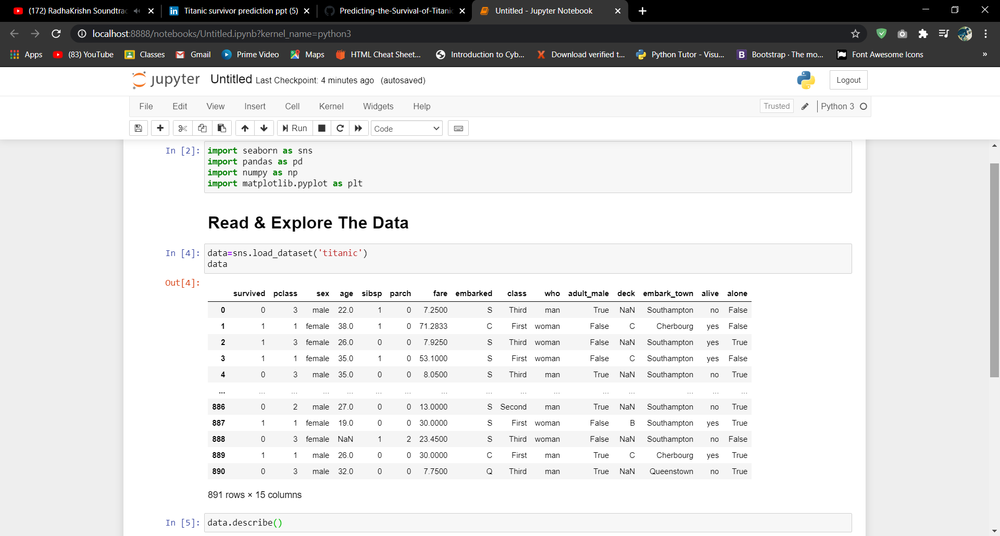 (172) RadhaKrishn Soundtrac
Titanic survivor prediction ppt (5)
Predicting-the-Survival-of-Titanic
Untitled - Jupyter Notebook
localhost:8888/notebooks/Untitled.ipynb?kernel_name=python3
Apps
(83) YouTube
Classes
Gmail
Prime Video
Maps
HTML Cheat Sheet...
Introduction to Cyb...
Download verified t...
Python Tutor - Visu...
Bootstrap · The mo...
Font Awesome Icons
»
jupyter Untitled Last Checkpoint: 4 minutes ago (autosaved)
Logout
File Edit View Insert Cell Kernel Widgets Help
Trusted
Python 3
Run
Code
In [2]:
import seaborn as sns
import pandas as pd
import numpy as np
import matplotlib.pyplot as plt
Read & Explore The Data
In [4]:
data=sns.load_dataset('titanic')
data
Out[4]:
survived pclass sex age sibsp parch fare embarked class who adult_male deck embark_town alive alone
0 0 3 male 22.0 1 0 7.2500 S Third man True NaN Southampton no False
1 1 1 female 38.0 1 0 71.2833 C First woman False C Cherbourg yes False
2 1 3 female 26.0 0 0 7.9250 S Third woman False NaN Southampton yes True
3 1 1 female 35.0 1 0 53.1000 S First woman False C Southampton yes False
4 0 3 male 35.0 0 0 8.0500 S Third man True NaN Southampton no True
... ... ... ... ... ... ... ... ... ... ... ... ... ... ... ...
886 0 2 male 27.0 0 0 13.0000 S Second man True NaN Southampton no True
887 1 1 female 19.0 0 0 30.0000 S First woman False B Southampton yes True
888 0 3 female NaN 1 2 23.4500 S Third woman False NaN Southampton no False
889 1 1 male 26.0 0 0 30.0000 C First man True C Cherbourg yes True
890 0 3 male 32.0 0 0 7.7500 Q Third man True NaN Queenstown no True
891 rows × 15 columns
In [5]:
data.describe()